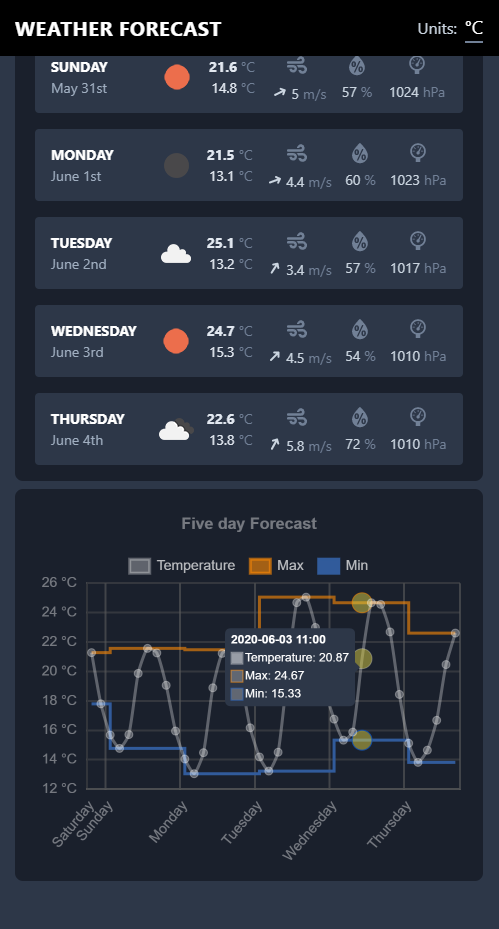 WEATHER FORECAST
Units: °C
SUNDAY 21.6 °C
May 31st 14.8 °C 5 m/s 57 % 1024 hPa
MONDAY 21.5 °C
June 1st 13.1 °C 4.4 m/s 60 % 1023 hPa
TUESDAY 25.1 °C
June 2nd 13.2 °C 3.4 m/s 57 % 1017 hPa
WEDNESDAY 24.7 °C
June 3rd 15.3 °C 4.5 m/s 54 % 1010 hPa
THURSDAY 22.6 °C
June 4th 13.8 °C 5.8 m/s 72 % 1010 hPa
Five day Forecast
Temperature Max Min
26 °C
24 °C
22 °C
20 °C
18 °C
16 °C
14 °C
12 °C
2020-06-03 11:00
Temperature: 20.87
Max: 24.67
Min: 15.33
Saturday
Sunday
Monday
Tuesday
Wednesday
Thursday